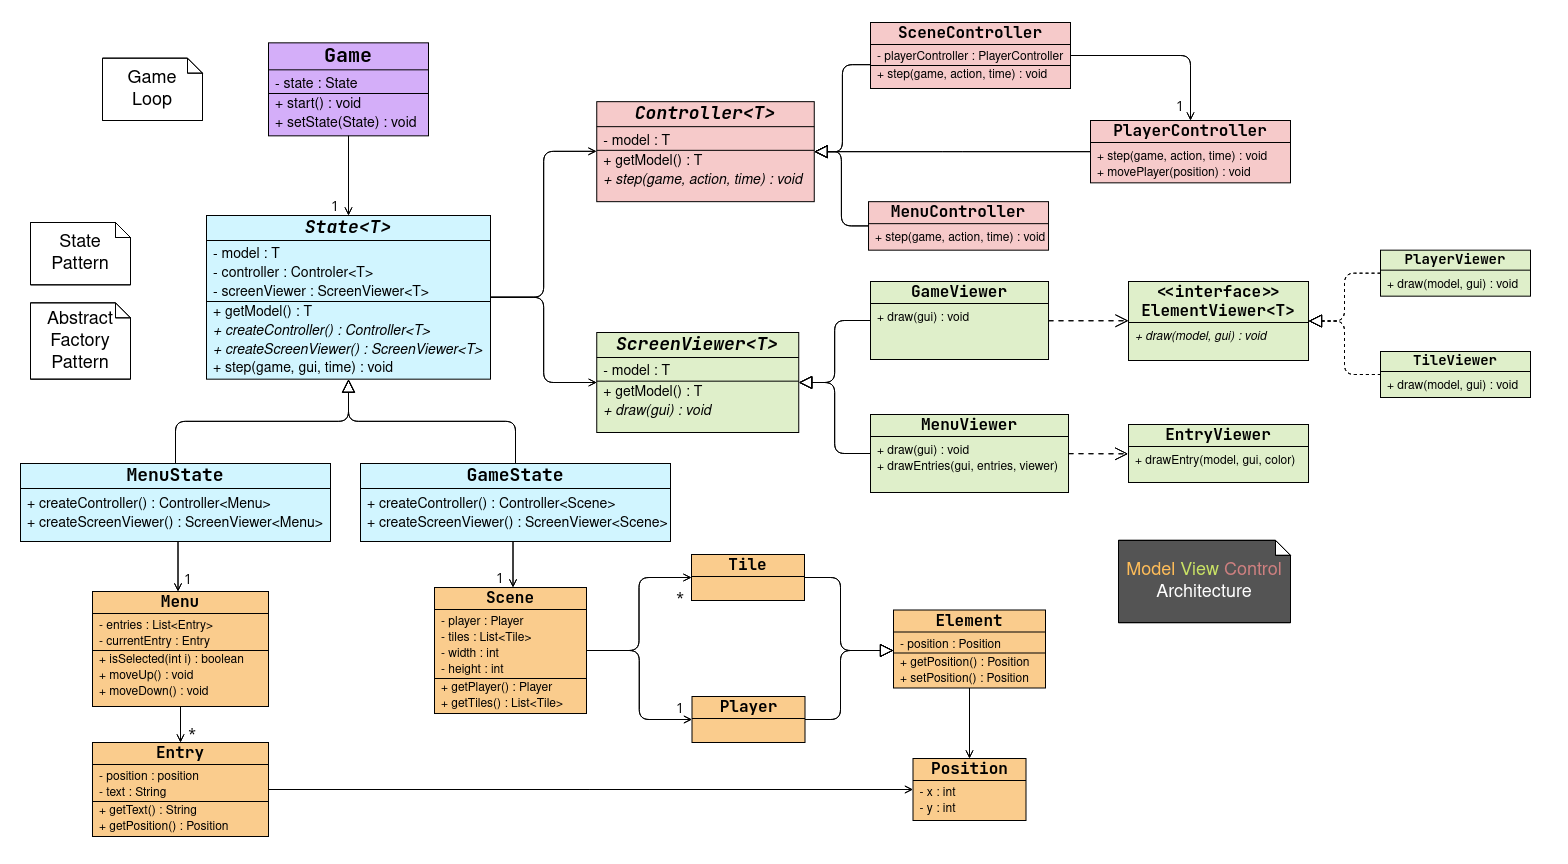 Game
Loop
Game
- state : State
+ start() : void
+ setState(State) : void
1
State
Pattern
Abstract
Factory
Pattern
State<T>
- model : T
- controller : Controler<T>
- screenViewer : ScreenViewer<T>
+ getModel() : T
+ createController() : Controller<T>
+ createScreenViewer() : ScreenViewer<T>
+ step(game, gui, time) : void
Controller<T>
- model : T
+ getModel() : T
+ step(game, action, time) : void
SceneController
- playerController : PlayerController
+ step(game, action, time) : void
1
PlayerController
+ step(game, action, time) : void
+ movePlayer(position) : void
MenuController
+ step(game, action, time) : void
ScreenViewer<T>
- model : T
+ getModel() : T
+ draw(gui) : void
GameViewer
+ draw(gui) : void
<<interface>>
ElementViewer<T>
+ draw(model, gui) : void
PlayerViewer
+ draw(model, gui) : void
TileViewer
+ draw(model, gui) : void
MenuViewer
+ draw(gui) : void
+ drawEntries(gui, entries, viewer)
EntryViewer
+ drawEntry(model, gui, color)
MenuState
+ createController() : Controller<Menu>
+ createScreenViewer() : ScreenViewer<Menu>
GameState
+ createController() : Controller<Scene>
+ createScreenViewer() : ScreenViewer<Scene>
1
Menu
- entries : List<Entry>
- currentEntry : Entry
+ isSelected(int i) : boolean
+ moveUp() : void
+ moveDown() : void
*
Entry
- position : position
- text : String
+ getText() : String
+ getPosition() : Position
1
Scene
- player : Player
- tiles : List<Tile>
- width : int
- height : int
+ getPlayer() : Player
+ getTiles() : List<Tile>
Tile
*
1
Player
Element
- position : Position
+ getPosition() : Position
+ setPosition() : Position
Position
- x : int
- y : int
Model View Control
Architecture